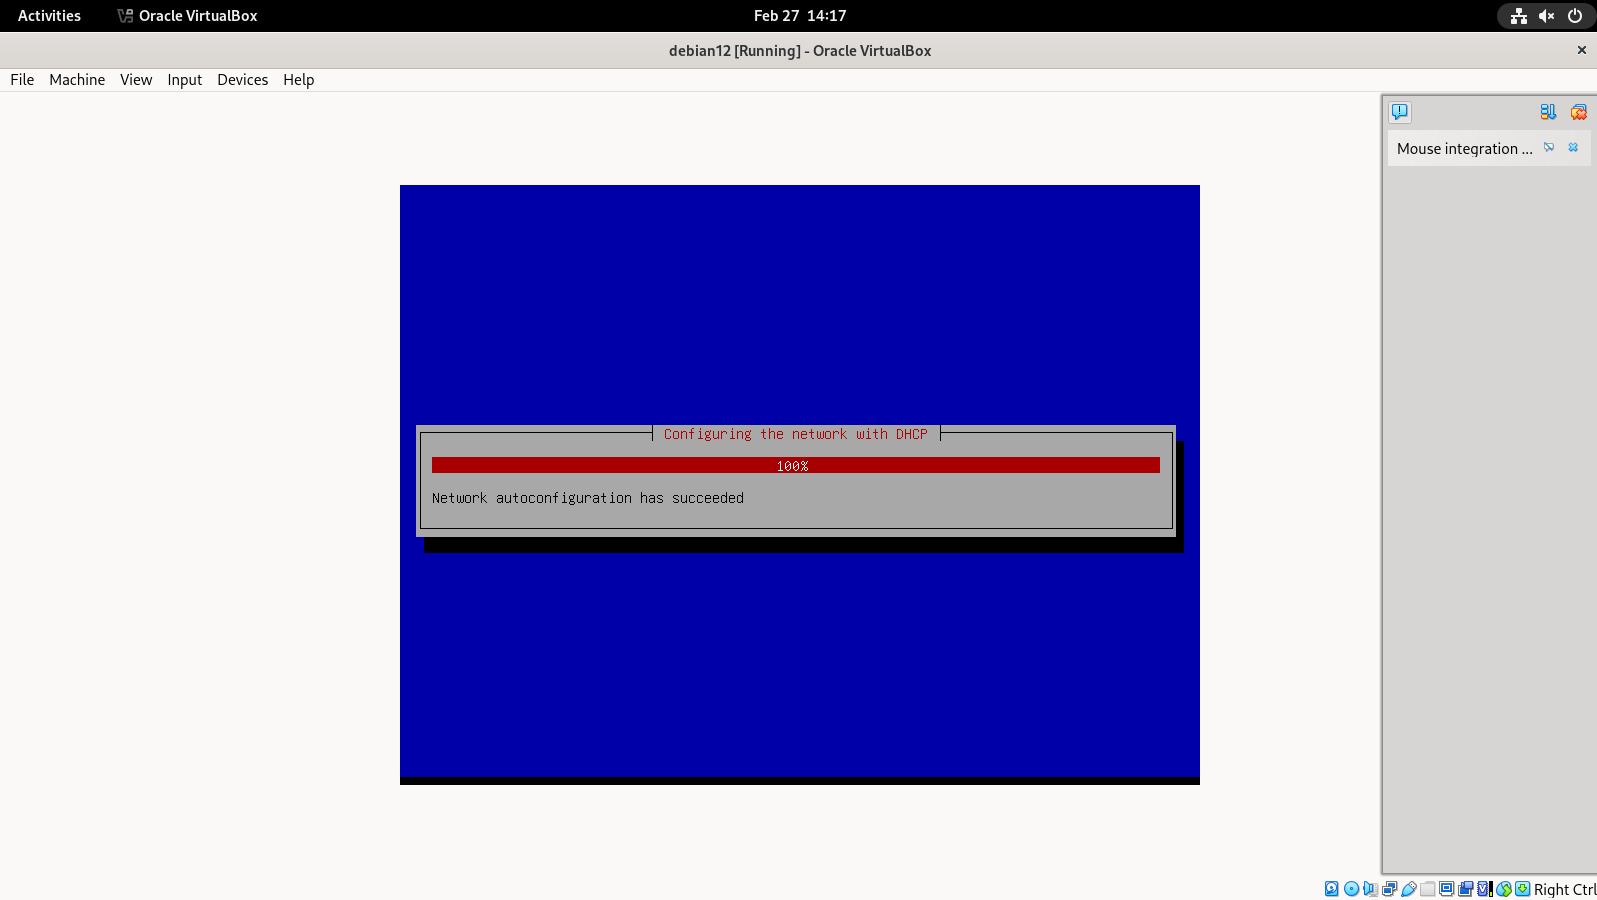 Activities
Oracle VirtualBox
Feb 27 14:17
debian12 [Running] - Oracle VirtualBox
File Machine View Input Devices Help
Mouse integration ...
Configuring the network with DHCP
100%
Network autoconfiguration has succeeded
Right Ctrl